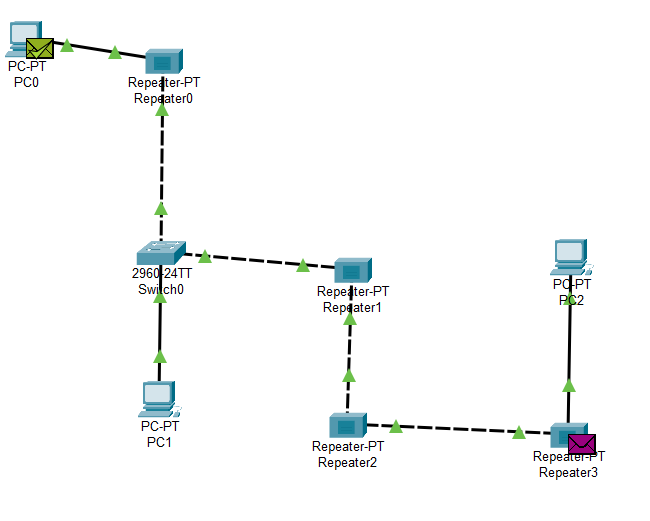 PC-PT
PC0
Repeater-PT
Repeater0
2960-24TT
Switch0
Repeater-PT
Repeater1
PC-PT
PC2
PC-PT
PC1
Repeater-PT
Repeater2
Repeater-PT
Repeater3